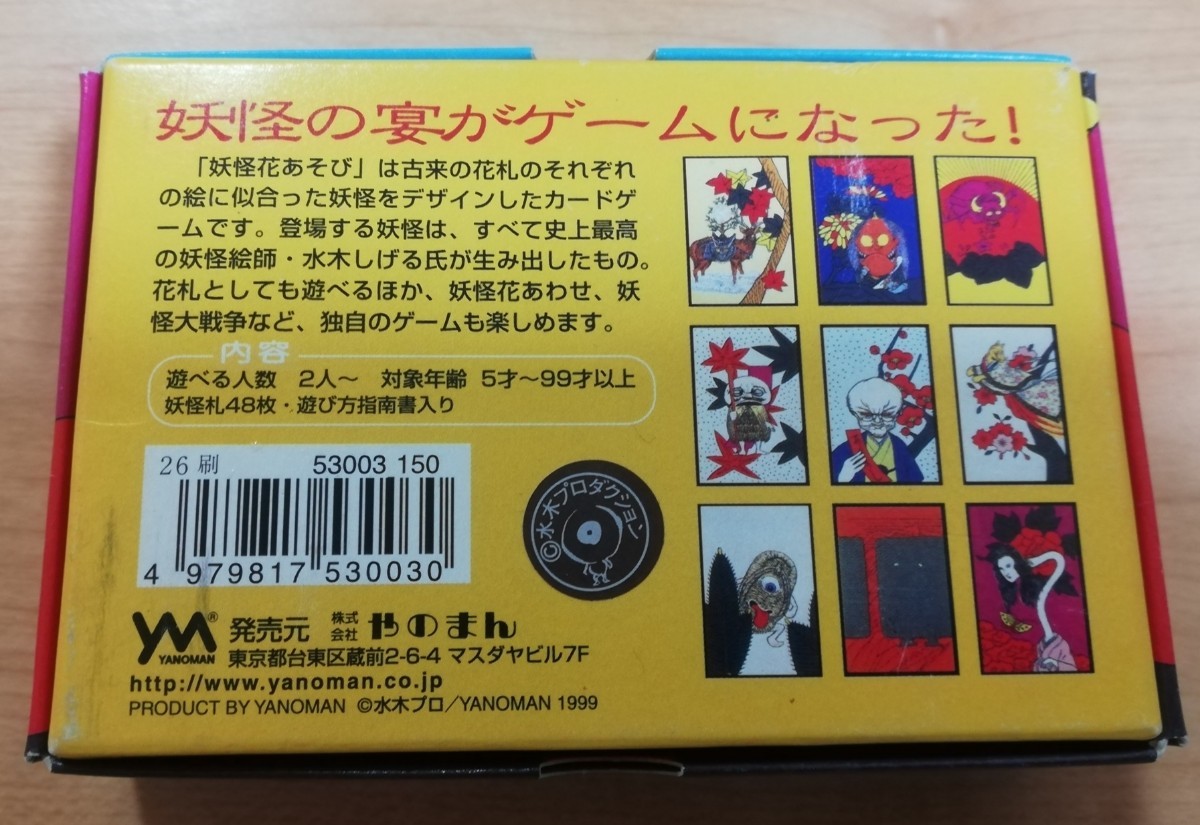 妖怪の宴がゲームになった!
「妖怪花あそび」は古来の花札のそれぞれ
の絵に似合った妖怪をデザインしたカードゲ
ームです。登場する妖怪は、すべて史上最高
の妖怪絵師・水木しげる氏が生み出したもの。
花札としても遊べるほか、妖怪花あわせ、妖
怪大戦争など、独自のゲームも楽しめます。
内容
遊べる人数 2人～ 対象年齢 5才～99才以上
妖怪札48枚・遊び方指南書入り
26刷 53003 150
4 979817 530030
©水木プロダクション
YM® YANOMAN 発売元 株式会社 やのまん
東京都台東区蔵前2-6-4 マスダヤビル7F
http://www.yanoman.co.jp
PRODUCT BY YANOMAN ©水木プロ/YANOMAN 1999